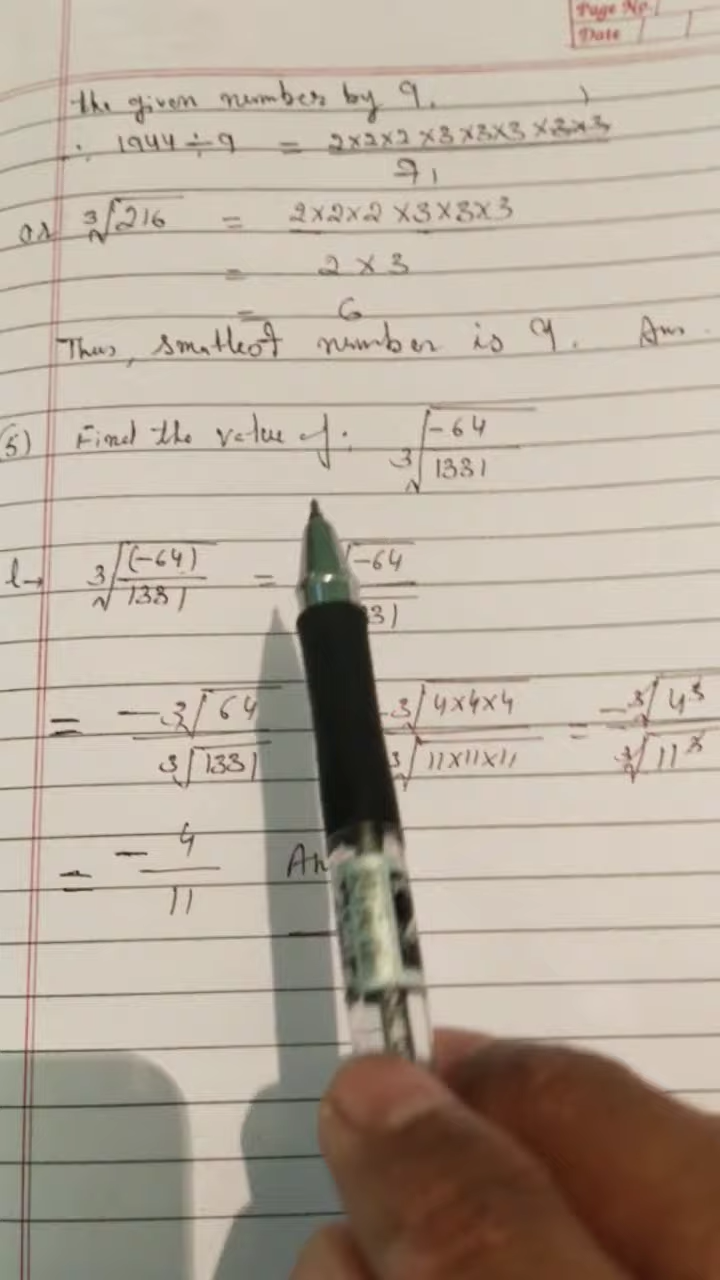 Page No.
Date
the given number by 9.
∴ 1944 ÷ 9 = 2×2×2×3×3×3×3×3 / 9
or ∛216 = 2×2×2×3×3×3
= 2 × 3
= 6
Thus, smallest number is 9. Ans.
(5) Find the value of: ∛(-64/1331)
∛((-64)/1331) = -64
= -∛64 / ∛1331 -∛(4×4×4) / ∛(11×11×11) = -∛4³ / ∛11³
= - 4/11